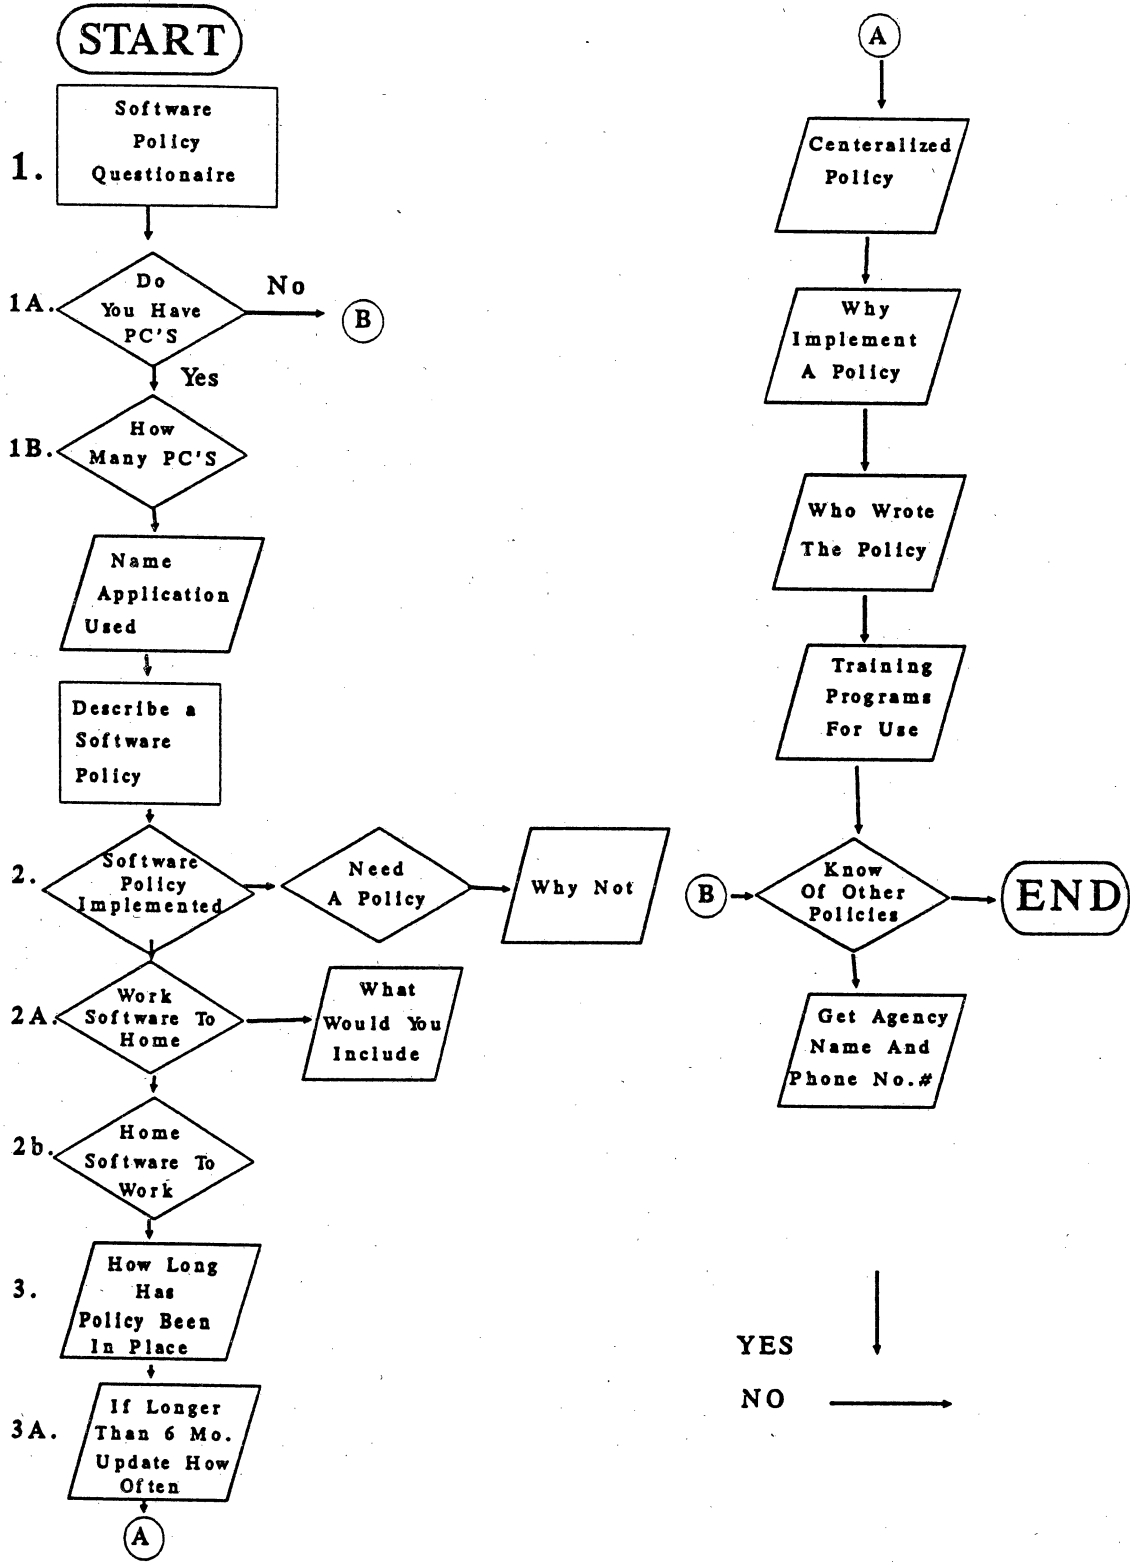 START
1.
Software
Policy
Questionaire
1A.
Do
You Have
PC'S
No
B
Yes
1B.
How
Many PC'S
Name
Application
Used
Describe a
Software
Policy
2.
Software
Policy
Implemented
Need
A Policy
Why Not
2A.
Work
Software To
Home
What
Would You
Include
2b.
Home
Software To
Work
3.
How Long
Has
Policy Been
In Place
3A.
If Longer
Than 6 Mo.
Update How
Often
A
A
Centeralized
Policy
Why
Implement
A Policy
Who Wrote
The Policy
Training
Programs
For Use
B
Know
Of Other
Policies
END
Get Agency
Name And
Phone No.#
YES
NO